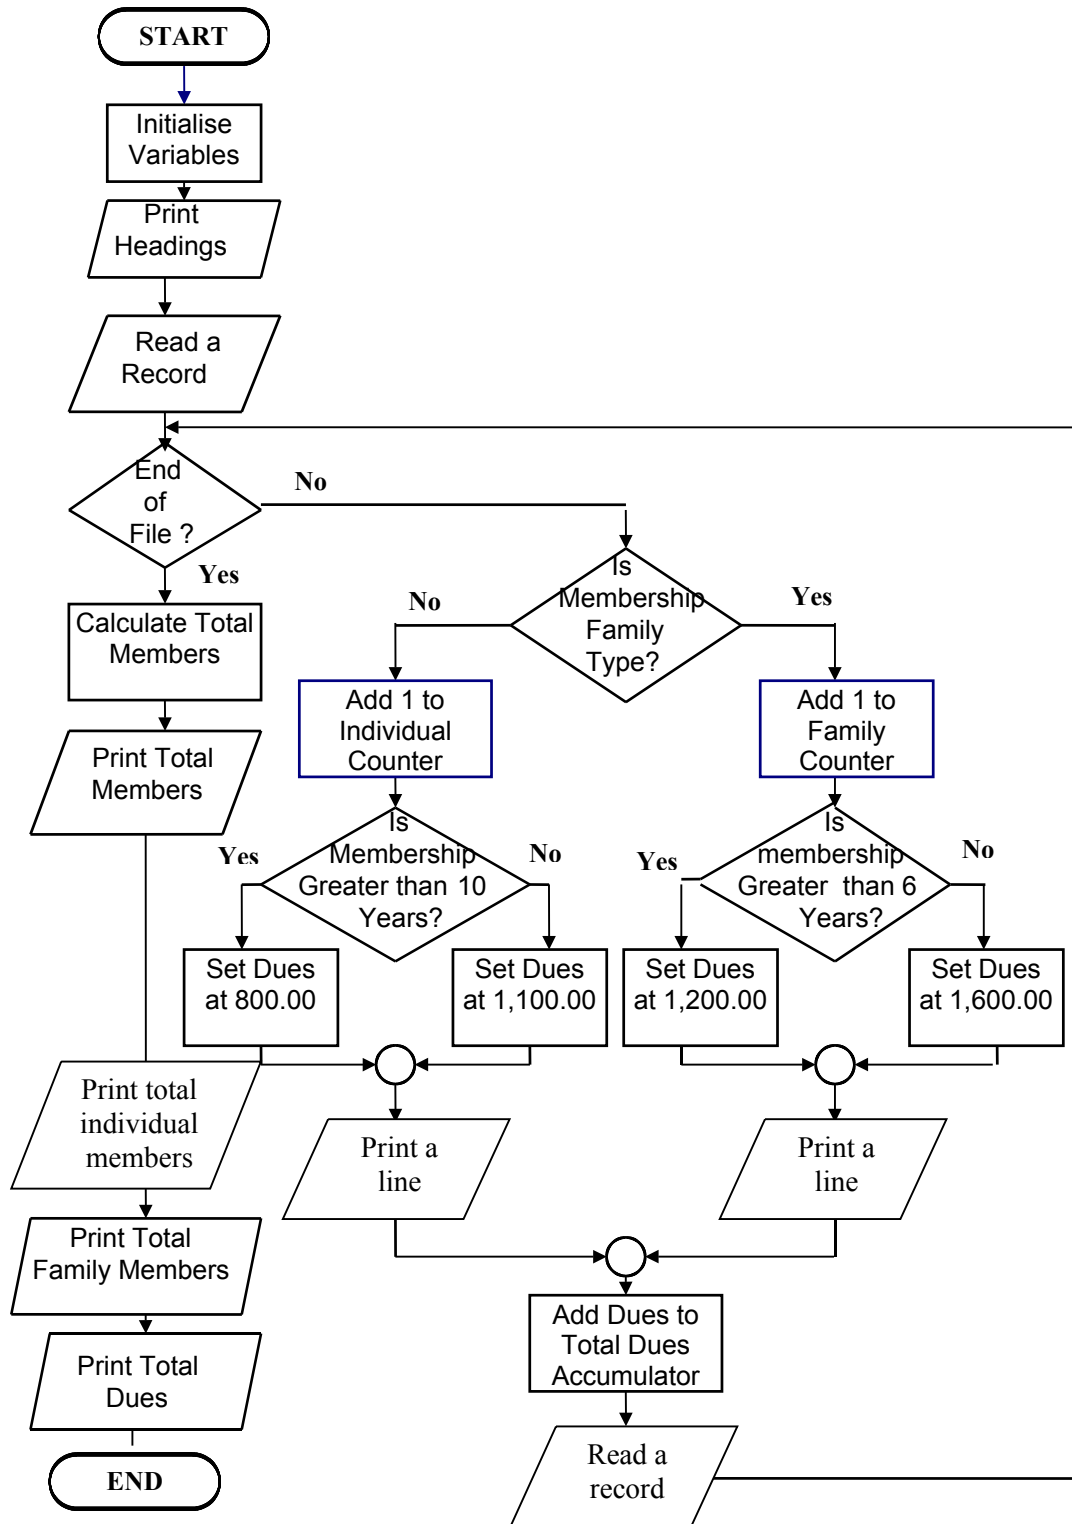 START
Initialise
Variables
Print
Headings
Read a
Record
End
of
File ?
No
Yes
Is
Membership
Family
Type?
No
Yes
Calculate Total
Members
Add 1 to
Individual
Counter
Add 1 to
Family
Counter
Print Total
Members
Is
Membership
Greater than 10
Years?
Yes
No
Is
membership
Greater than 6
Years?
Yes
No
Set Dues
at 800.00
Set Dues
at 1,100.00
Set Dues
at 1,200.00
Set Dues
at 1,600.00
Print total
individual
members
Print a
line
Print a
line
Print Total
Family Members
Add Dues to
Total Dues
Accumulator
Print Total
Dues
Read a
record
END